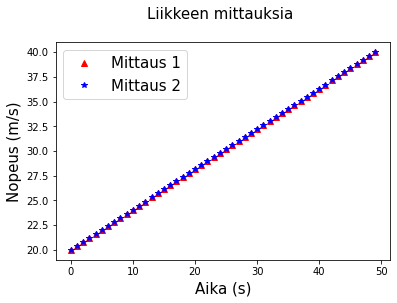 Liikkeen mittauksia
40.0
37.5
35.0
32.5
30.0
27.5
25.0
22.5
20.0
Nopeus (m/s)
Mittaus 1
Mittaus 2
0 10 20 30 40 50
Aika (s)